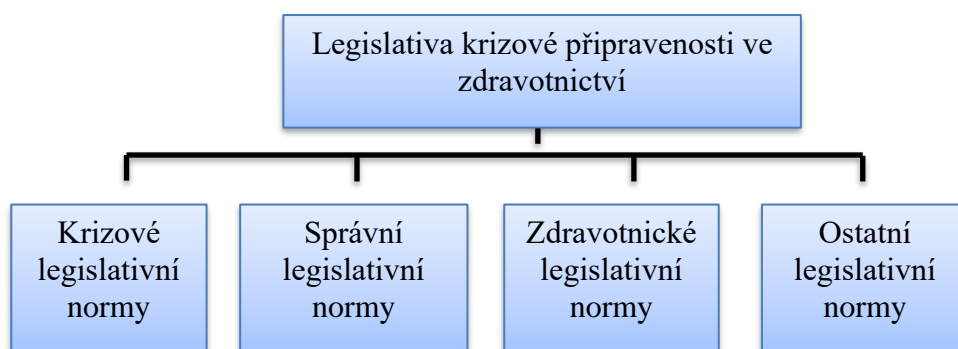 Legislativa krizové připravenosti ve
zdravotnictví
Krizové
legislativní
normy
Správní
legislativní
normy
Zdravotnické
legislativní
normy
Ostatní
legislativní
normy